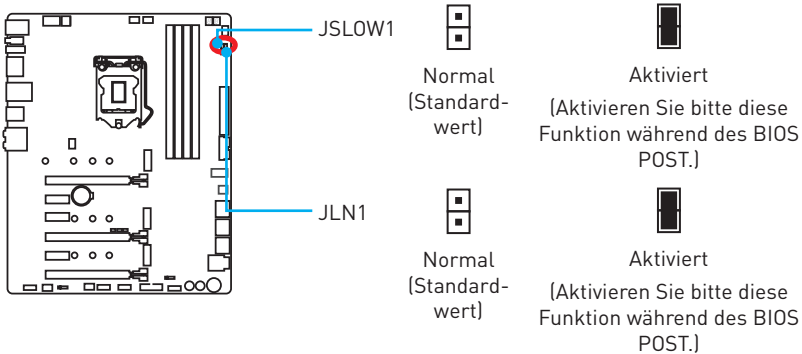 JSLOW1
Normal
(Standard-
wert)
Aktiviert
(Aktivieren Sie bitte diese
Funktion während des BIOS
POST.)
JLN1
Normal
(Standard-
wert)
Aktiviert
(Aktivieren Sie bitte diese
Funktion während des BIOS
POST.)